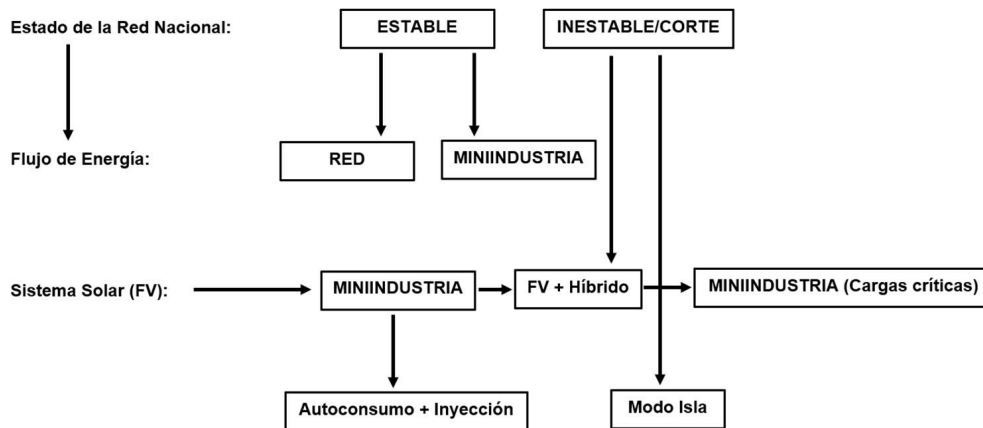 Estado de la Red Nacional:
ESTABLE
INESTABLE/CORTE
Flujo de Energía:
RED
MINIINDUSTRIA
Sistema Solar (FV):
MINIINDUSTRIA
FV + Híbrido
MINIINDUSTRIA (Cargas críticas)
Autoconsumo + Inyección
Modo Isla